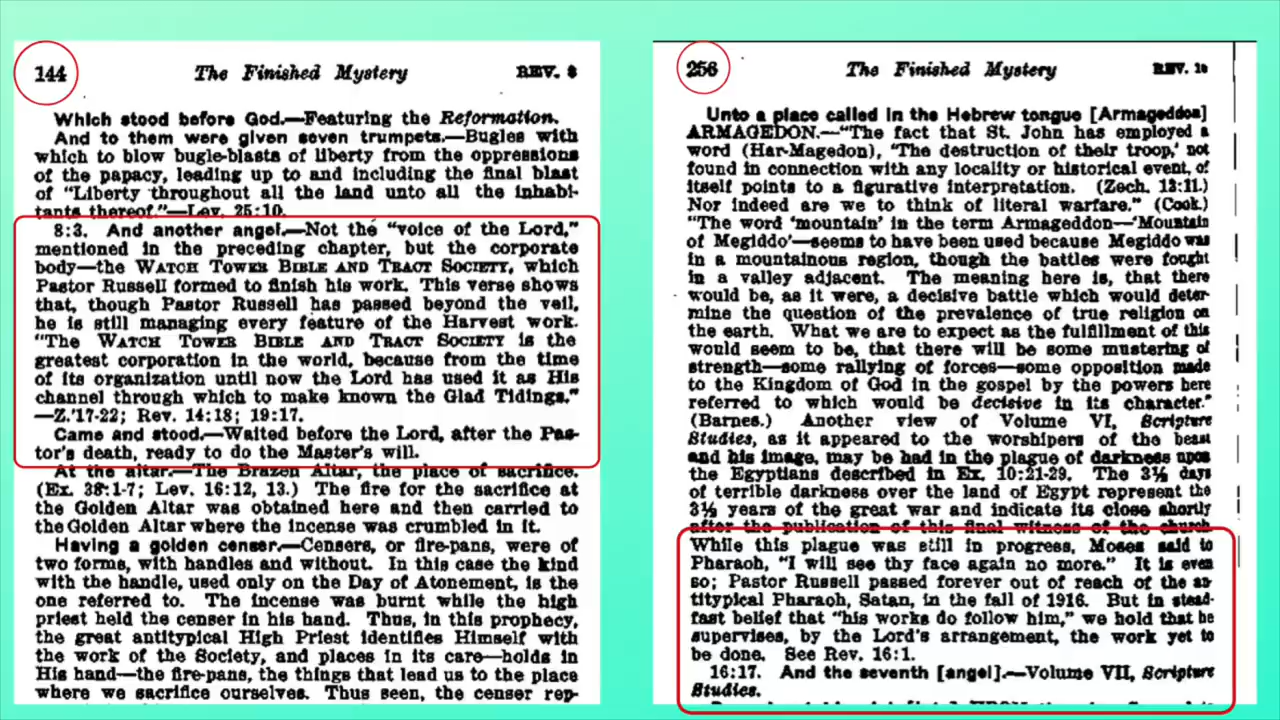 144 The Finished Mystery REV. 8
Which stood before God.—Featuring the Reformation.
And to them were given seven trumpets.—Bugles with
which to blow bugle-blasts of liberty from the oppressions
of the papacy, leading up to and including the final blast
of “Liberty throughout all the land unto all the inhabi-
tants thereof.”—Lev. 25:10.
8:3. And another angel.—Not the “voice of the Lord,”
mentioned in the preceding chapter, but the corporate
body—the WATCH TOWER BIBLE AND TRACT SOCIETY, which
Pastor Russell formed to finish his work. This verse shows
that, though Pastor Russell has passed beyond the veil,
he is still managing every feature of the Harvest work.
“The WATCH TOWER BIBLE AND TRACT SOCIETY is the
greatest corporation in the world, because from the time
of its organization until now the Lord has used it as His
channel through which to make known the Glad Tidings.”
—Z.’17-22; Rev. 14:18; 19:17.
Came and stood.—Waited before the Lord, after the Pas-
tor’s death, ready to do the Master’s will.
At the altar.—The Brazen Altar, the place of sacrifice.
(Ex. 38:1-7; Lev. 16:12, 13.) The fire for the sacrifice at
the Golden Altar was obtained here and then carried to
the Golden Altar where the incense was crumbled in it.
Having a golden censer.—Censers, or fire-pans, were of
two forms, with handles and without. In this case the kind
with the handle, used only on the Day of Atonement, is the
one referred to. The incense was burnt while the high
priest held the censer in his hand. Thus, in this prophecy,
the great antitypical High Priest identifies Himself with
the work of the Society, and places in its care—holds in
His hand—the fire-pans, the things that lead us to the place
where we sacrifice ourselves. Thus seen, the censer rep-
256 The Finished Mystery REV. 16
Unto a place called in the Hebrew tongue [Armageddon]
ARMAGEDON.—“The fact that St. John has employed a
word (Har-Magedon), ‘The destruction of their troop,’ not
found in connection with any locality or historical event, of
itself points to a figurative interpretation. (Zech. 12:11.)
Nor indeed are we to think of literal warfare.” (Cook.)
“The word ‘mountain’ in the term Armageddon—‘Mountain
of Megiddo’—seems to have been used because Megiddo was
in a mountainous region, though the battles were fought
in a valley adjacent. The meaning here is, that there
would be, as it were, a decisive battle which would deter-
mine the question of the prevalence of true religion on
the earth. What we are to expect as the fulfillment of this
would seem to be, that there will be some mustering of
strength—some rallying of forces—some opposition made
to the Kingdom of God in the gospel by the powers here
referred to which would be decisive in its character.”
(Barnes.) Another view of Volume VI, Scripture
Studies, as it appeared to the worshipers of the beast
and his image, may be had in the plague of darkness upon
the Egyptians described in Ex. 10:21-29. The 3½ days
of terrible darkness over the land of Egypt represent the
3½ years of the great war and indicate its close shortly
after the publication of this final witness of the church
While this plague was still in progress, Moses said to
Pharaoh, “I will see thy face again no more.” It is even
so; Pastor Russell passed forever out of reach of the an-
titypical Pharaoh, Satan, in the fall of 1916. But in stead-
fast belief that “his works do follow him,” we hold that he
supervises, by the Lord’s arrangement, the work yet to
be done. See Rev. 16:1.
16:17. And the seventh [angel].—Volume VII, Scripture
Studies.